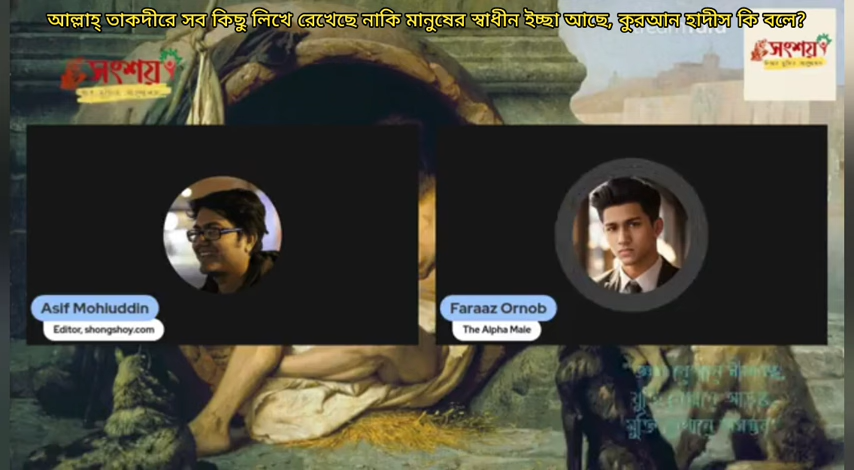 আল্লাহ্ তাকদীরে সব কিছু লিখে রেখেছে নাকি মানুষের স্বাধীন ইচ্ছা আছে, কুরআন হাদীস কি বলে?
সংশয়
সংশয়
Asif Mohiuddin
Editor, shongshoy.com
Faraaz Ornob
The Alpha Male